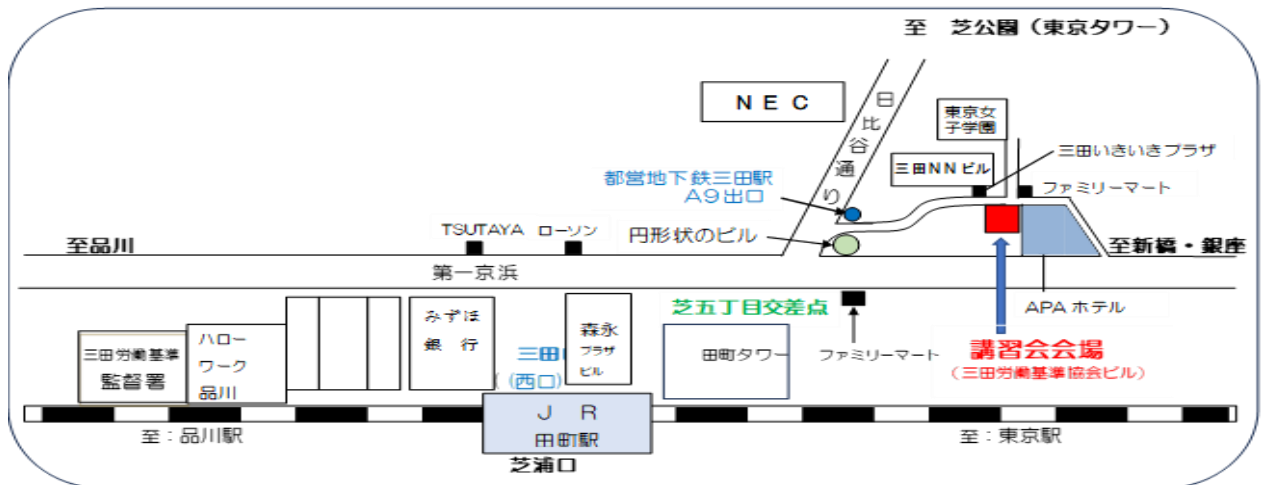 至　芝公園（東京タワー）
ＮＥＣ
日比谷通り
東京女
子学園
三田いきいきプラザ
三田ＮＮビル
都営地下鉄三田駅
Ａ９出口
ファミリーマート
円形状のビル
至品川
TSUTAYA
ローソン
至新橋・銀座
第一京浜
芝五丁目交差点
APAホテル
みずほ
銀　行
森永
プラザ
ビル
三田労働基準
監督署
ハロー
ワーク
品川
三田
(（西口）
田町タワー
ファミリーマート
講習会会場
（三田労働基準協会ビル）
ＪＲ
田町駅
至：品川駅
至：東京駅
芝浦口